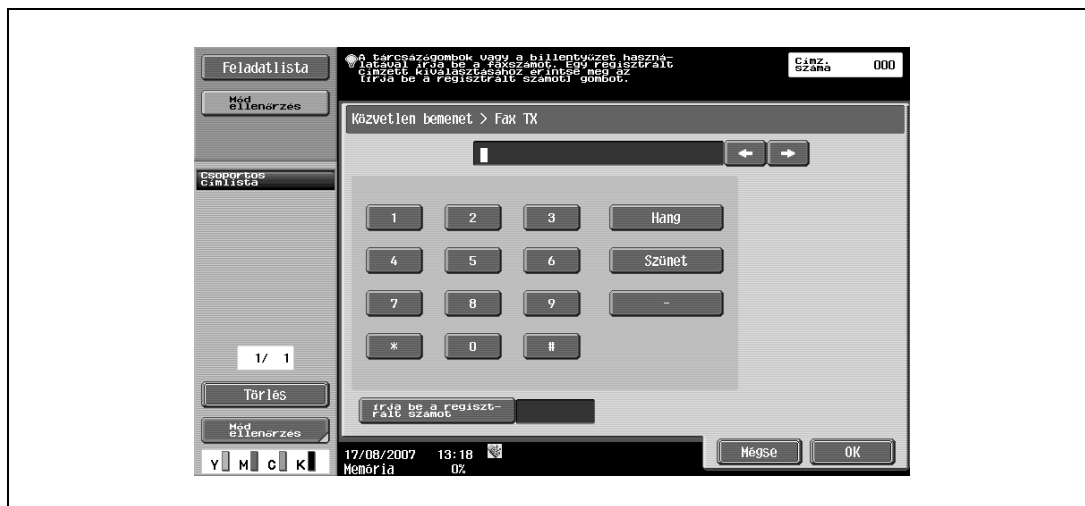 Feladatlista
Mód
ellenőrzés
A tárcsázógombok vagy a billentyűzet haszná-
latával írja be a faxszámot. Egy regisztrált
címzett kiválasztásához érintse meg az
[írja be a regisztrált számot] gombot.
Címz.
száma
000
Közvetlen bemenet > Fax TX
Csoportos
címlista
1 2 3 Hang
4 5 6 Szünet
7 8 9 -
* 0 #
1/ 1
Törlés
írja be a regiszt-
rált számot
Mód
ellenőrzés
Mégse OK
Y M C K
17/08/2007 13:18
Memória 0%